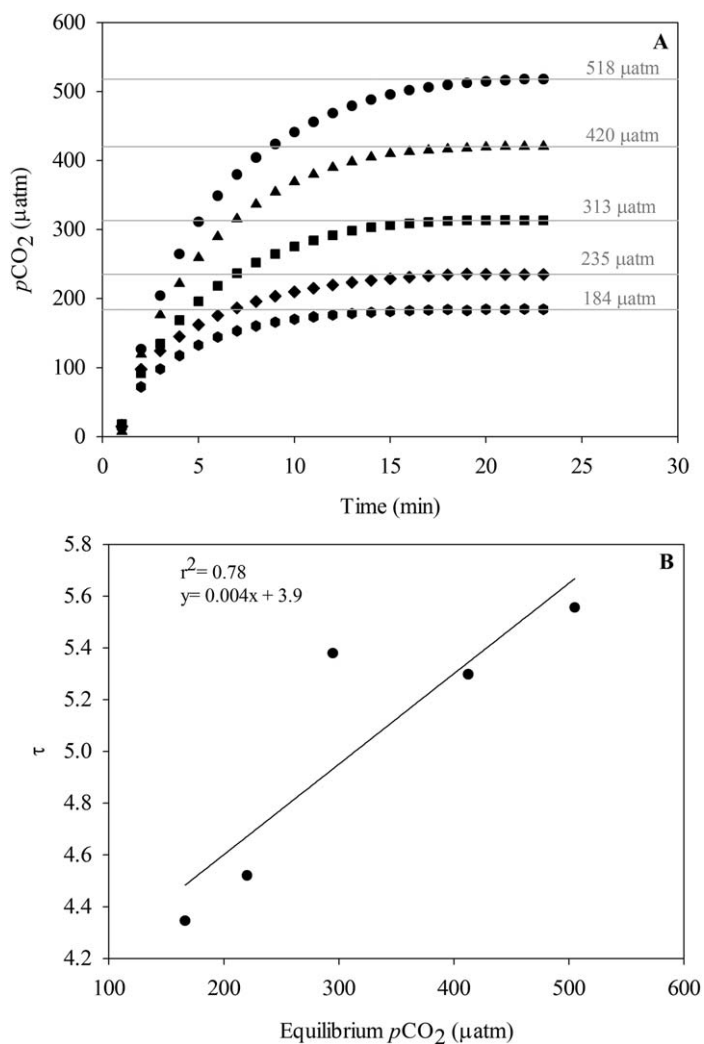 600
A
518 µatm
500
420 µatm
400
pCO2 (µatm)
313 µatm
300
235 µatm
200
184 µatm
100
0
0 5 10 15 20 25 30
Time (min)
5.8
B
r2= 0.78
y= 0.004x + 3.9
5.6
5.4
5.2
τ
5.0
4.8
4.6
4.4
4.2
100 200 300 400 500 600
Equilibrium pCO2 (µatm)